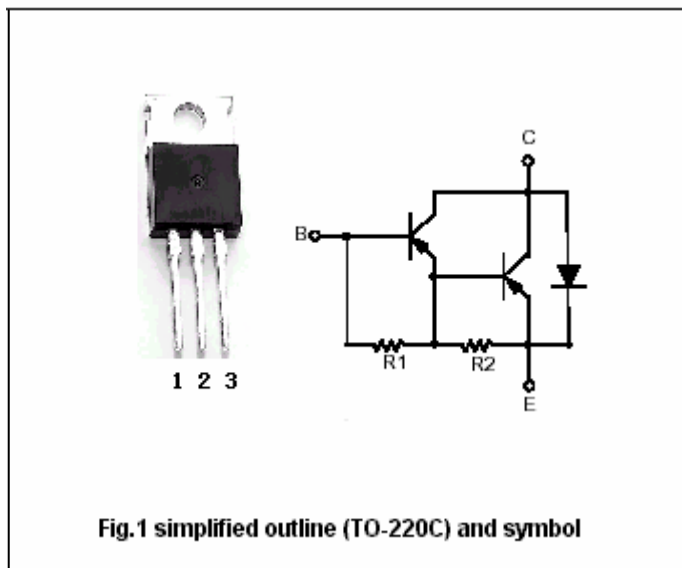 C
B
R1
R2
E
1 2 3
Fig.1 simplified outline (TO-220C) and symbol